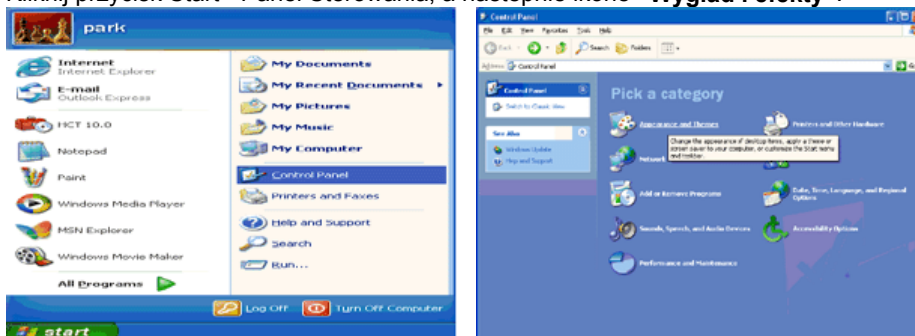 Kliknij przycisk Start - Panel Sterowania, a następnie ikonę "Wygląd i efekty".
park
Internet
Internet Explorer
E-mail
Outlook Express
HCT 10.0
Notepad
Paint
Windows Media Player
MSN Explorer
Windows Movie Maker
All Programs
My Documents
My Recent Documents
My Pictures
My Music
My Computer
Control Panel
Printers and Faxes
Help and Support
Search
Run...
Log Off
Turn Off Computer
start
Control Panel
File Edit View Favorites Tools Help
Back Search Folders
Address Control Panel
Go
Control Panel
Switch to Classic View
See Also
Windows Update
Help and Support
Pick a category
Appearance and Themes
Printers and Other Hardware
Change the appearance of desktop items, apply a theme or
screen saver to your computer, or customize the Start menu
and taskbar.
Network
Add or Remove Programs
Date, Time, Language, and Regional
Options
Sounds, Speech, and Audio Devices
Accessibility Options
Performance and Maintenance